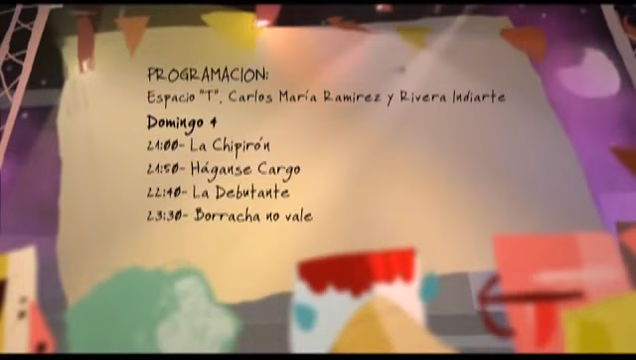 PROGRAMACION:
Espacio "T", Carlos María Ramirez y Rivera Indiarte
Domingo 4
21:00- La Chipirón
21:50- Háganse Cargo
22:40- La Debutante
23:30- Borracha no vale